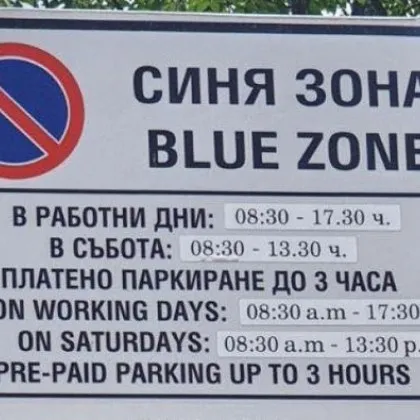 СИНЯ ЗОНА
BLUE ZONE
В РАБОТНИ ДНИ: 08:30 - 17.30 ч.
В СЪБОТА: 08:30 - 13.30 ч.
ПЛАТЕНО ПАРКИРАНЕ ДО 3 ЧАСА
ON WORKING DAYS: 08:30 a.m - 17:30
ON SATURDAYS: 08:30 a.m - 13:30 p.
PRE-PAID PARKING UP TO 3 HOURS